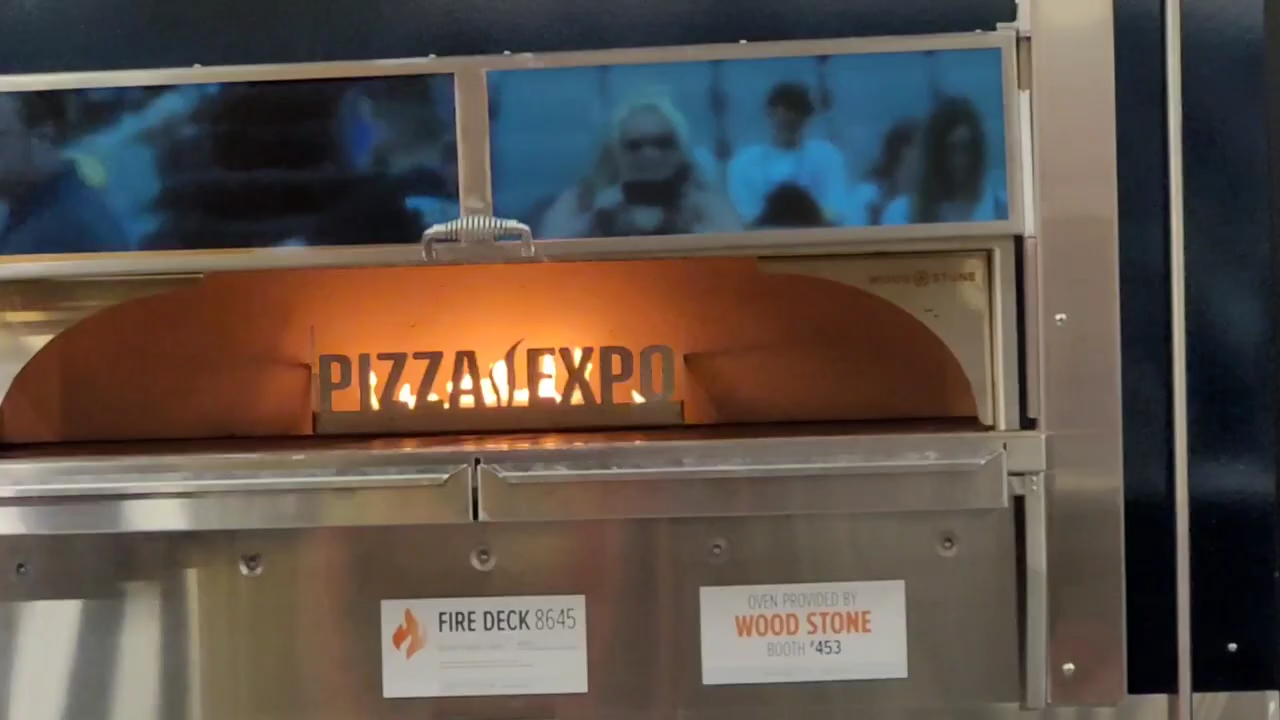 WOOD STONE
PIZZA EXPO
FIRE DECK 8645
OVEN PROVIDED BY
WOOD STONE
BOOTH #453